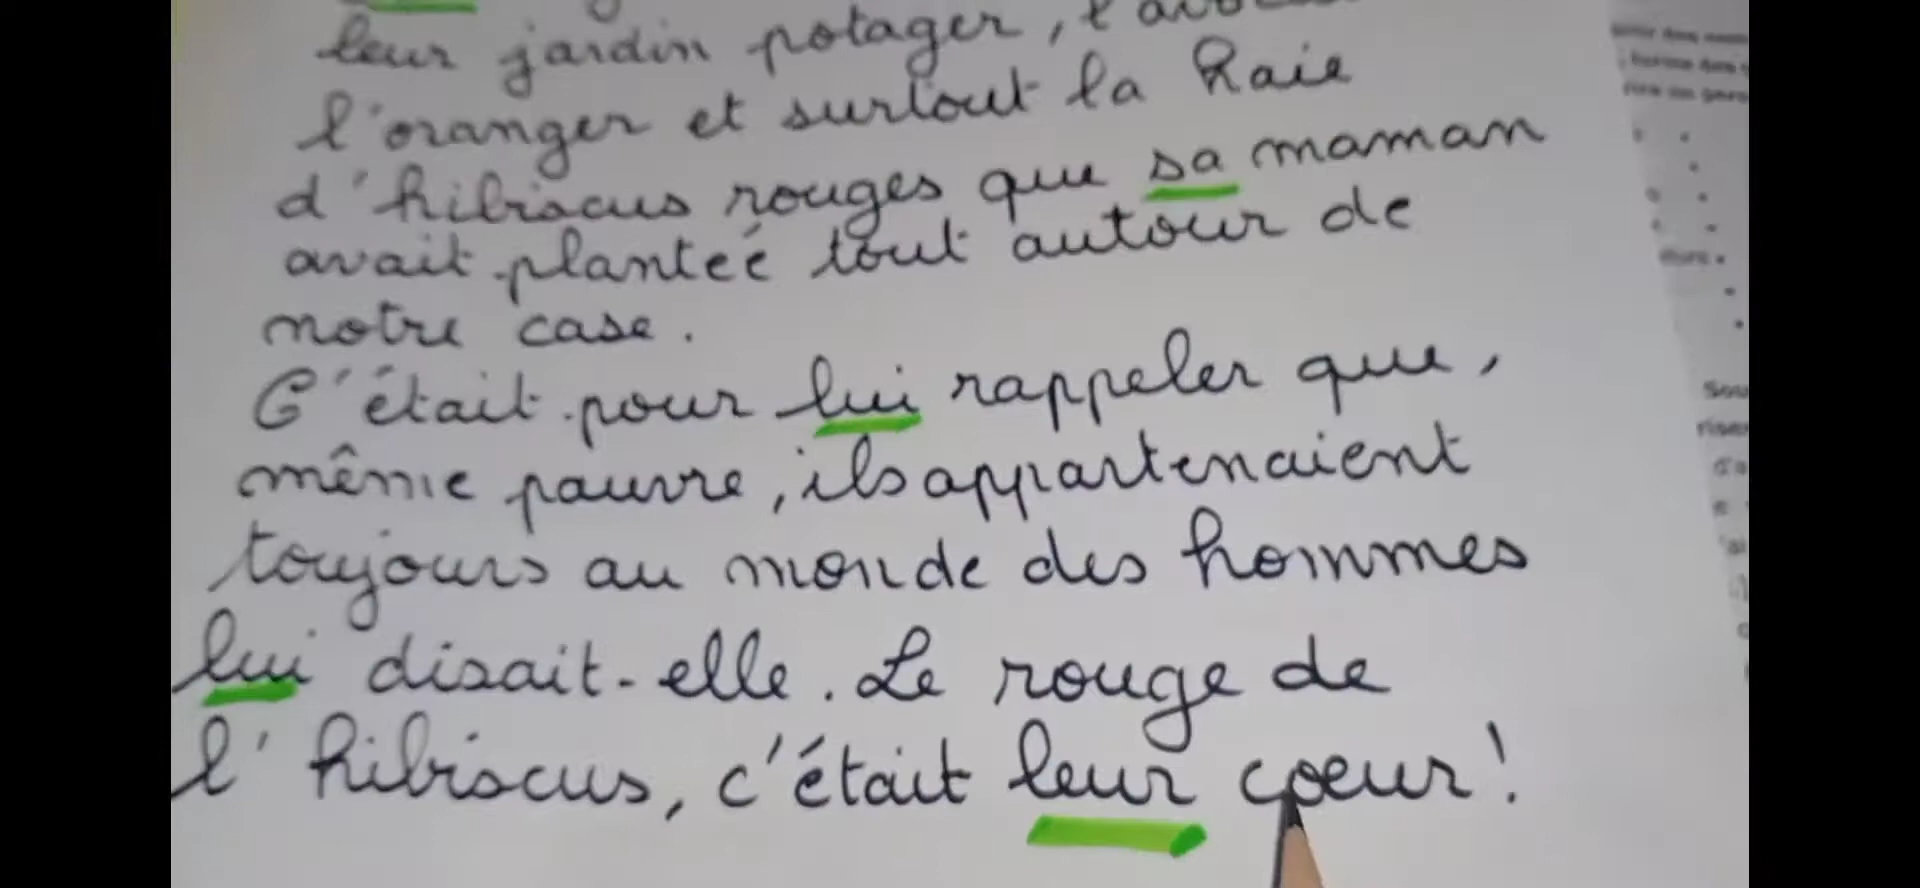 leur jardin potager,
l'oranger et surtout la haie
d'hibiscus rouges que sa maman
avait plantée tout autour de
notre case.
C'était pour lui rappeler que,
même pauvre, ils appartenaient
toujours au monde des hommes
lui disait-elle. Le rouge de
l'hibiscus, c'était leur coeur !